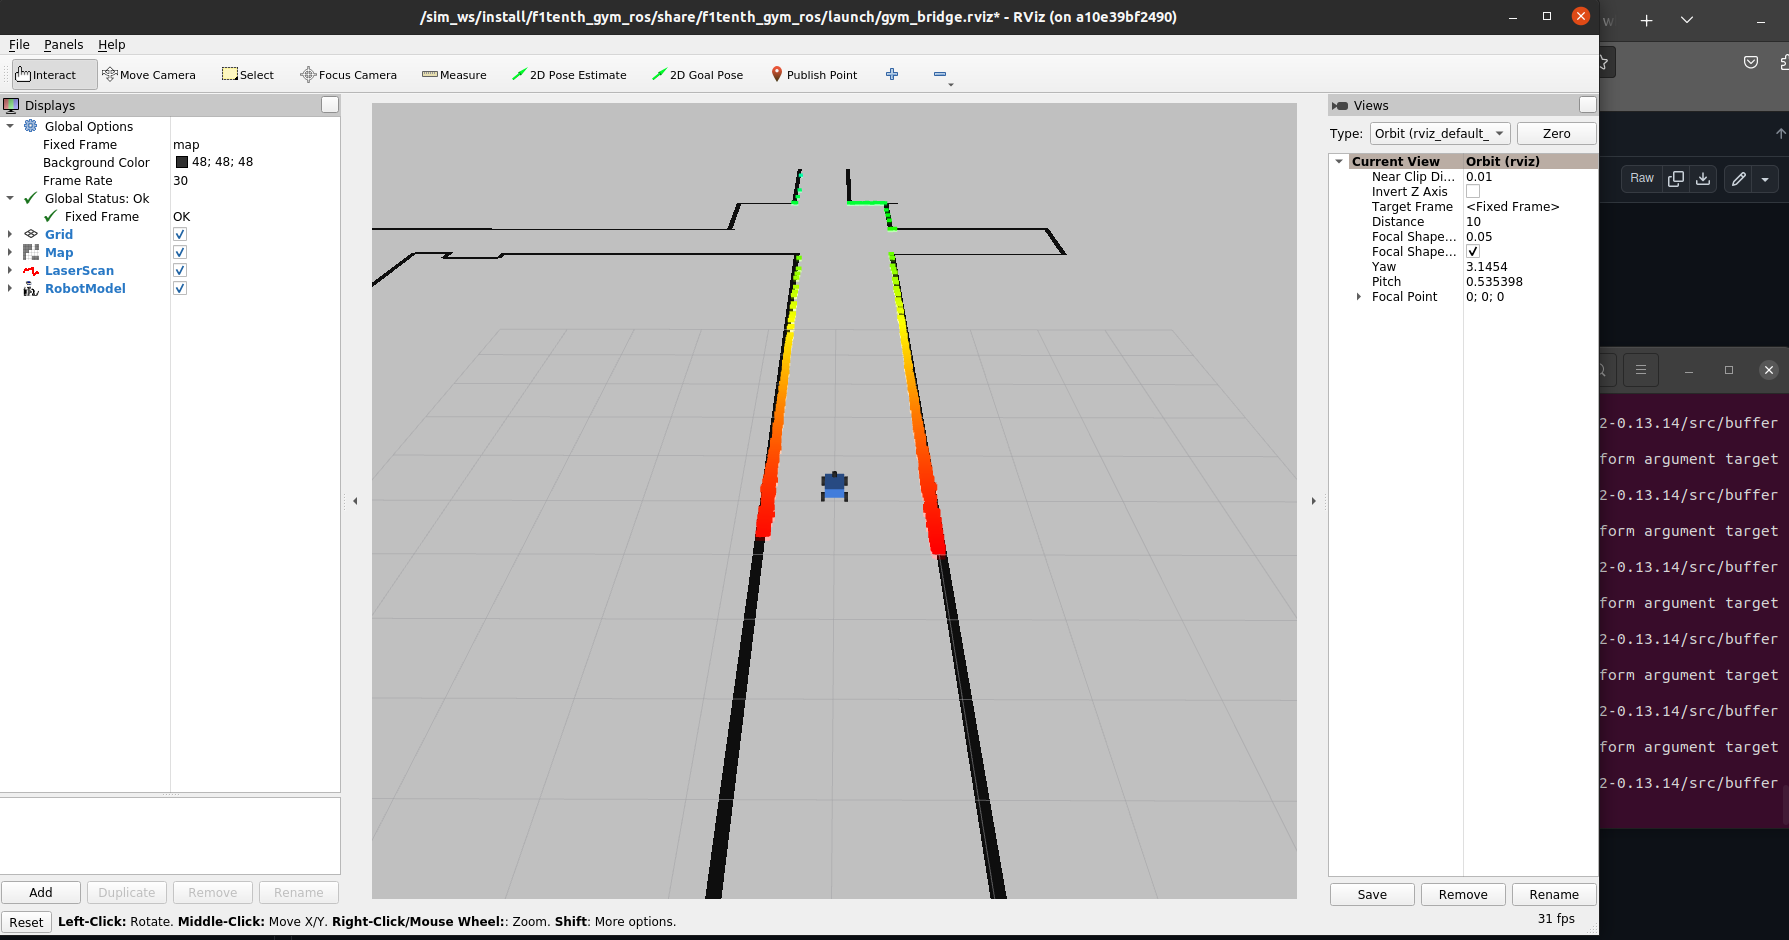 /sim_ws/install/f1tenth_gym_ros/share/f1tenth_gym_ros/launch/gym_bridge.rviz* - RViz (on a10e39bf2490)
File Panels Help
Interact Move Camera Select Focus Camera Measure 2D Pose Estimate 2D Goal Pose Publish Point
Displays
Global Options
Fixed Frame map
Background Color 48; 48; 48
Frame Rate 30
Global Status: Ok
Fixed Frame OK
Grid
Map
LaserScan
RobotModel
Add Duplicate Remove Rename
Reset Left-Click: Rotate. Middle-Click: Move X/Y. Right-Click/Mouse Wheel:: Zoom. Shift: More options.
Views
Type: Orbit (rviz_default_ Zero
Current View Orbit (rviz)
Near Clip Di... 0.01
Invert Z Axis
Target Frame <Fixed Frame>
Distance 10
Focal Shape... 0.05
Focal Shape...
Yaw 3.1454
Pitch 0.535398
Focal Point 0; 0; 0
Save Remove Rename
31 fps
w
Raw
2-0.13.14/src/buffer
form argument target
2-0.13.14/src/buffer
form argument target
2-0.13.14/src/buffer
form argument target
2-0.13.14/src/buffer
form argument target
2-0.13.14/src/buffer
form argument target
2-0.13.14/src/buffer